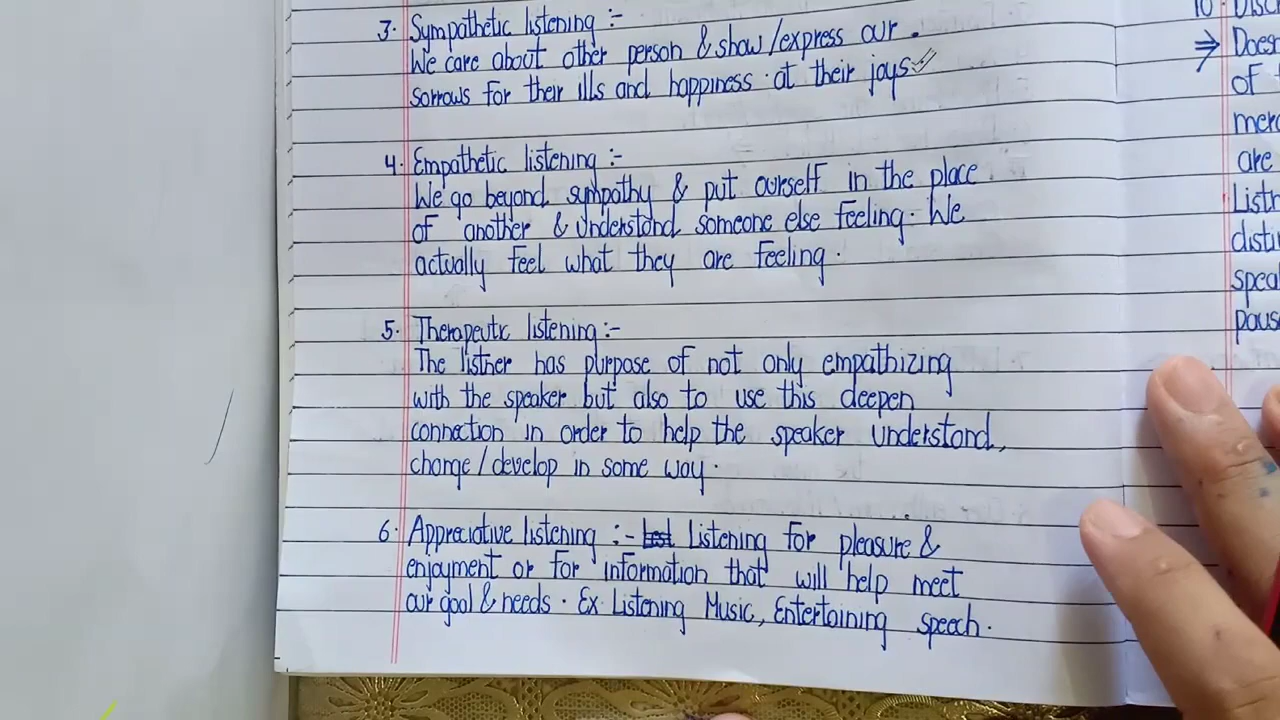 3. Sympathetic listening :-
We care about other person & show/express our.
sorrows for their ills and happiness at their joys
4. Empathetic listening :-
We go beyond sympathy & put ourself in the place
of another & understand someone else feeling. We
actually feel what they are feeling.
5. Therapeutic listening :-
The listner has purpose of not only empathizing
with the speaker but also to use this deepen
connection in order to help the speaker understand,
change/develop in some way.
6. Appreciative listening :- Listening for pleasure &
enjoyment or for information that will help meet
our goal & needs. Ex. Listening Music, Entertaining speech.
10.
⇒ Does
of
are